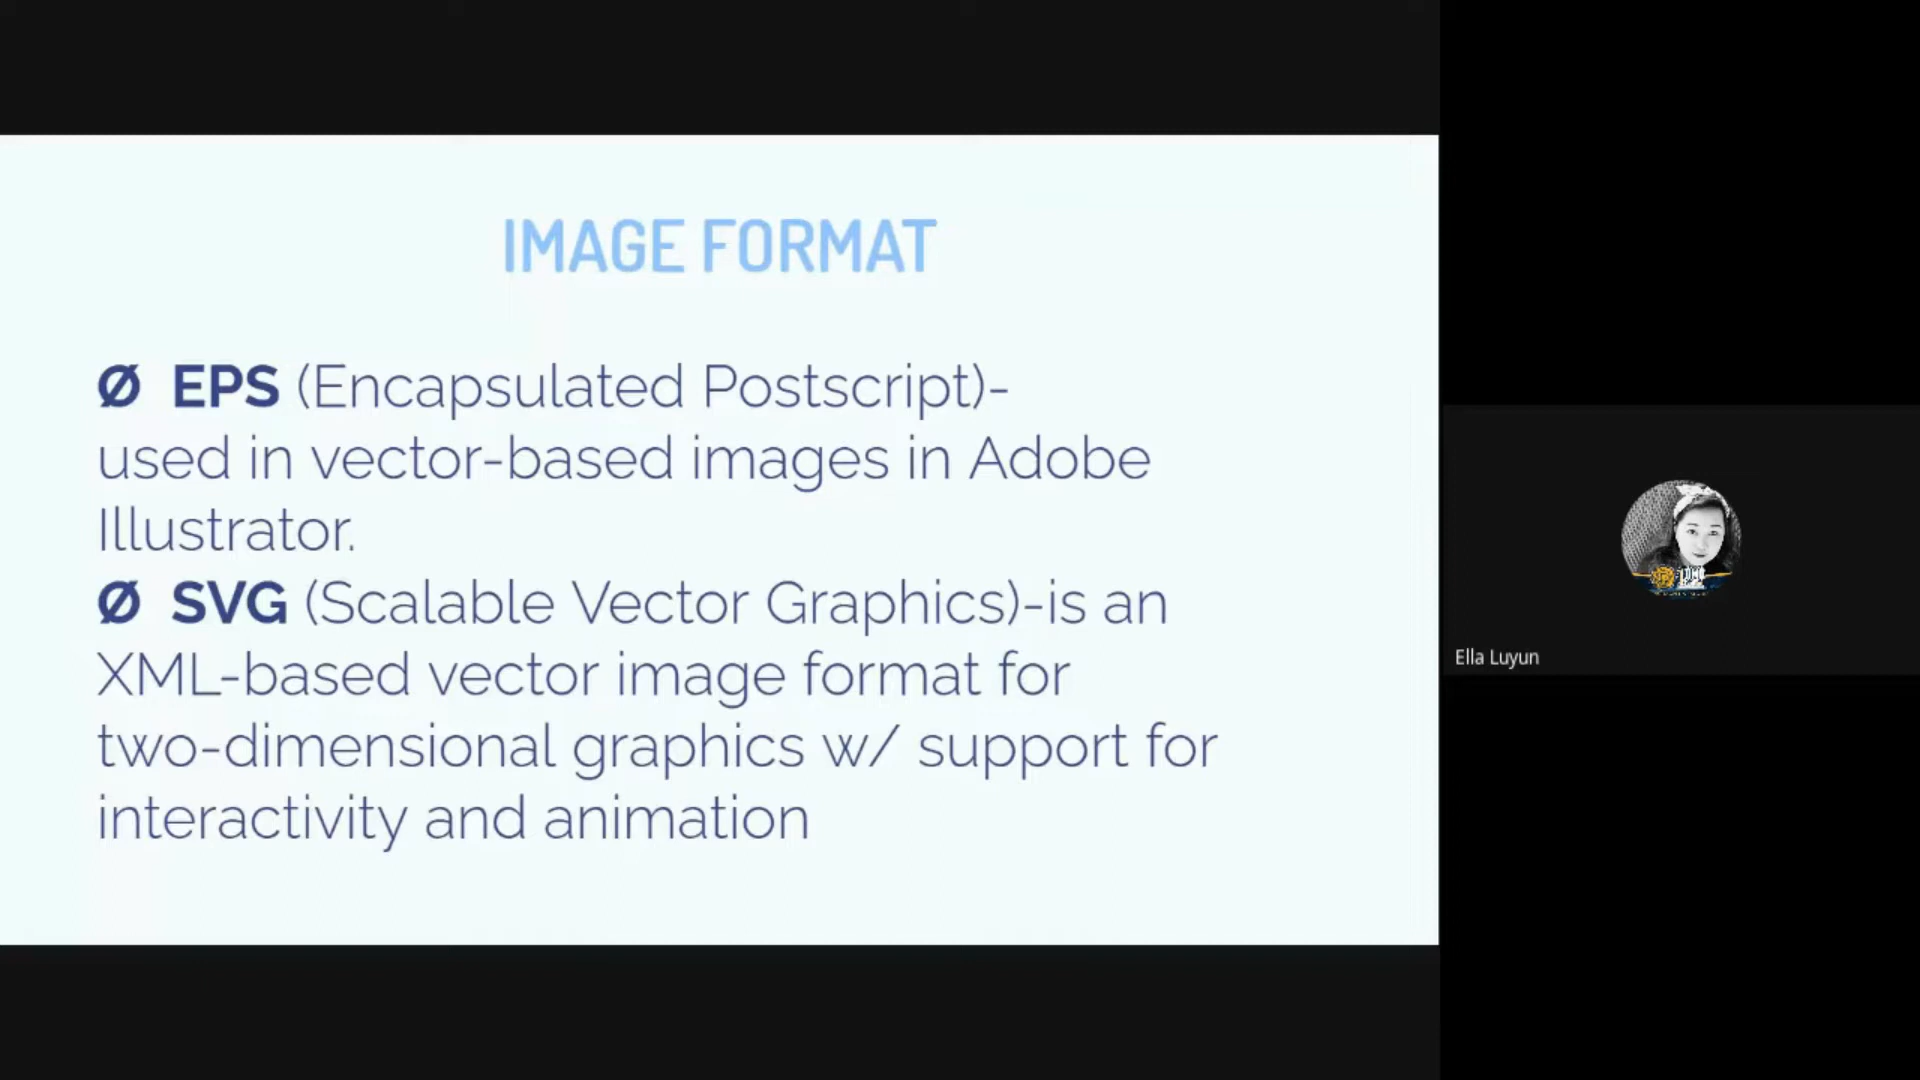 IMAGE FORMAT
Ø EPS (Encapsulated Postscript)-
used in vector-based images in Adobe
Illustrator.
Ø SVG (Scalable Vector Graphics)-is an
XML-based vector image format for
two-dimensional graphics w/ support for
interactivity and animation
Ella Luyun